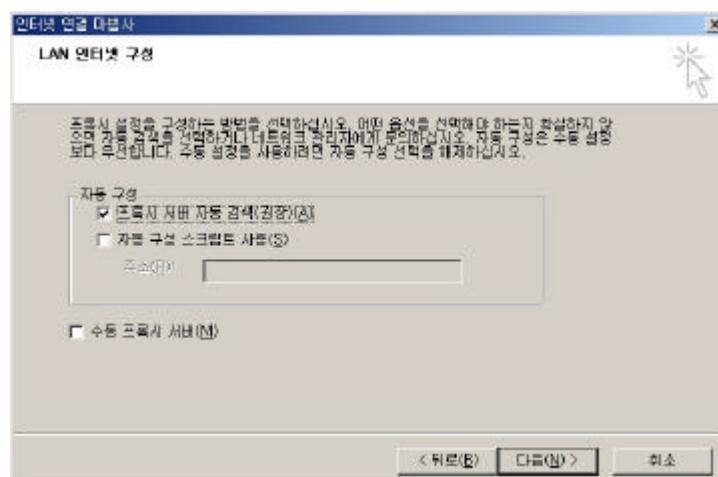 인터넷 연결 마법사
LAN 인터넷 구성
프록시 설정을 구성하는 방법을 선택하십시오. 어떤 옵션을 선택해야 하는지 확실하지 않
으면 자동 검색을 선택하거나 네트워크 관리자에게 문의하십시오. 자동 구성은 수동 설정
보다 우선합니다. 수동 설정을 사용하려면 자동 구성 선택을 해제하십시오.
자동 구성
프록시 서버 자동 검색(권장)(A)
자동 구성 스크립트 사용(S)
주소(R):
수동 프록시 서버(M)
< 뒤로(B) 다음(N) > 취소